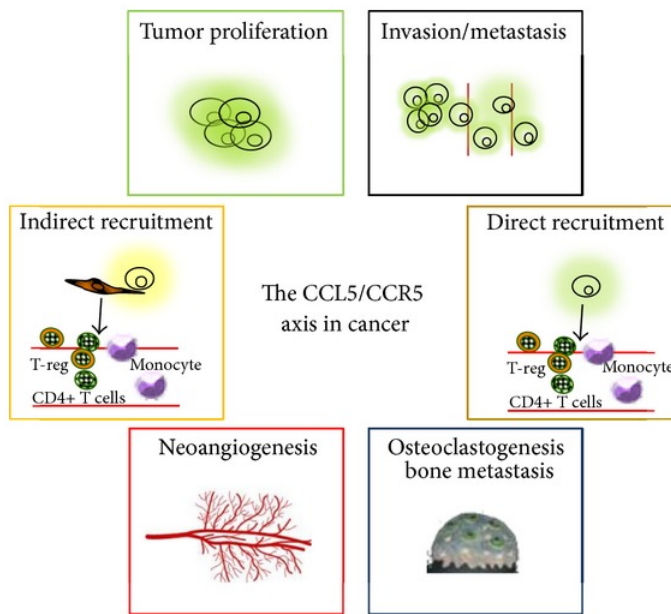 Tumor proliferation
Invasion/metastasis
Indirect recruitment
T-reg
Monocyte
CD4+ T cells
The CCL5/CCR5
axis in cancer
Direct recruitment
T-reg
Monocyte
CD4+ T cells
Neoangiogenesis
Osteoclastogenesis
bone metastasis